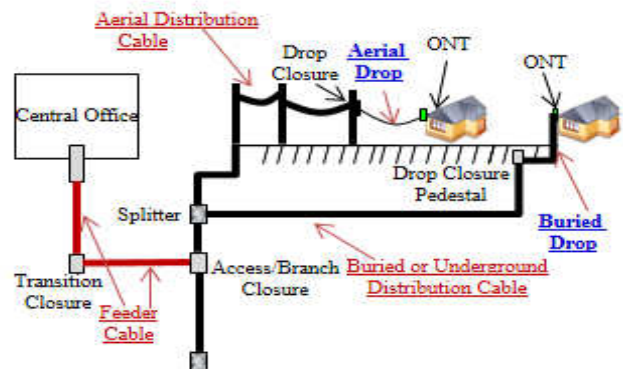 Aerial Distribution
Cable
Drop
Closure
Aerial
Drop
ONT
ONT
Central Office
Drop Closure
Pedestal
Splitter
Buried
Drop
Transition
Closure
Feeder
Cable
Access/Branch
Closure
Buried or Underground
Distribution Cable